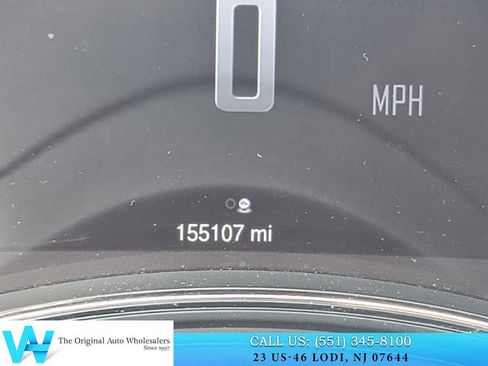 0
MPH
155107 mi
The Original Auto Wholesalers
Since 1997
CALL US: (551) 345-8100
23 US-46 LODI, NJ 07644